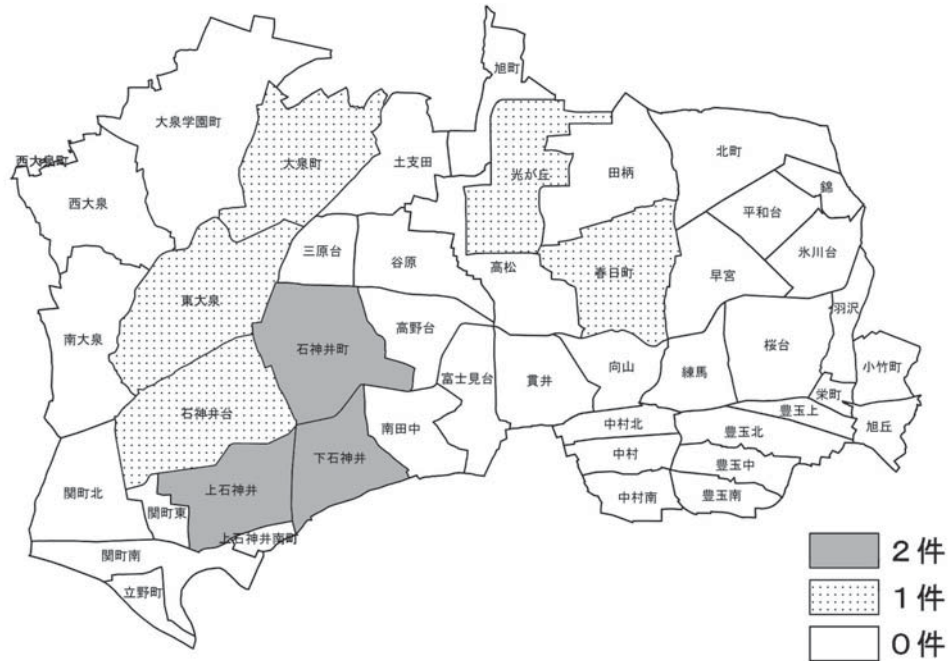 旭町
大泉学園町
北町
西大泉町
大泉町
土支田
光が丘
田柄
錦
西大泉
平和台
三原台
谷原
高松
春日町
早宮
氷川台
東大泉
羽沢
南大泉
石神井町
高野台
桜台
小竹町
富士見台
貫井
向山
練馬
石神井台
栄町
豊玉上
南田中
中村北
豊玉北
旭丘
下石神井
中村
豊玉中
関町北
上石神井
関町東
中村南
豊玉南
上石神井南町
関町南
立野町
2件
1件
0件